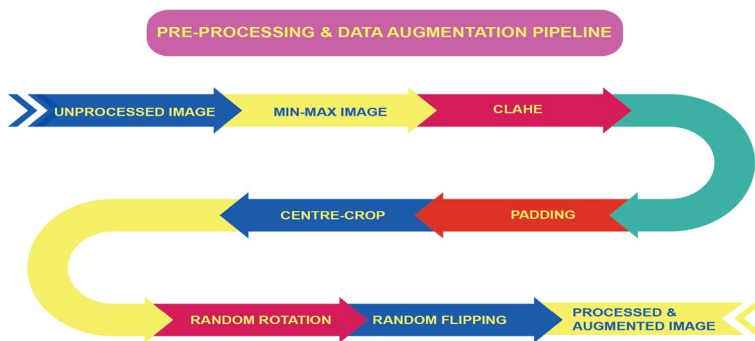 PRE-PROCESSING & DATA AUGMENTATION PIPELINE
UNPROCESSED IMAGE
MIN-MAX IMAGE
CLAHE
PADDING
CENTRE-CROP
RANDOM ROTATION
RANDOM FLIPPING
PROCESSED &
AUGMENTED IMAGE